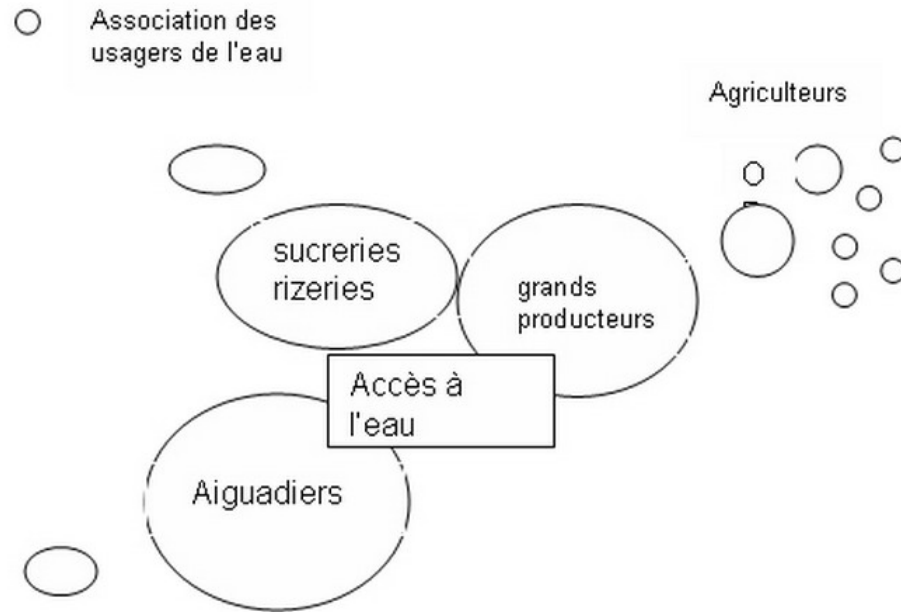 Association des
usagers de l'eau
Agriculteurs
sucreries
rizeries
grands
producteurs
Accès à
l'eau
Aiguadiers